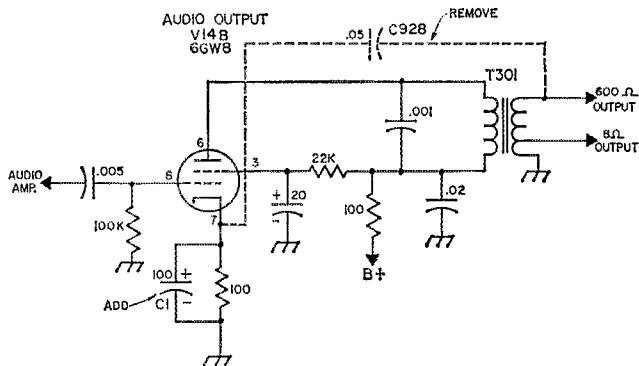 AUDIO OUTPUT
V14B
6GW8
.05
C928
REMOVE
T301
600 Ω
OUTPUT
8Ω
OUTPUT
.001
6
AUDIO
AMP.
.005
8
3
22K
+
20
-
100
.02
7
100K
B+
100
+
-
C1
ADD
100